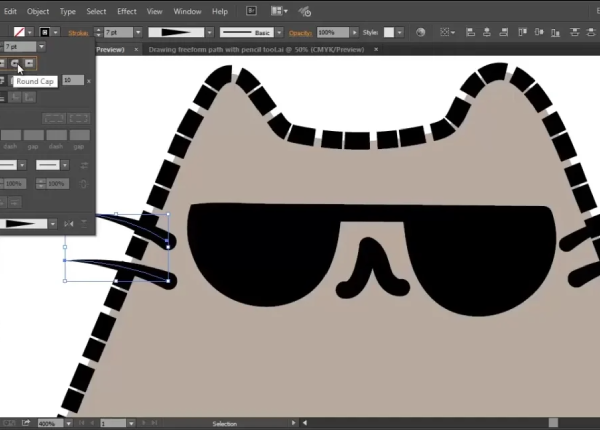 Edit Object Type Select Effect View Window Help Br
Stroke: 7 pt Basic Opacity: 100% Style:
7 pt Preview) × Drawing freeform path with pencil tool.ai @ 50% (CMYK/Preview) ×
Round Cap
10 x
dash gap dash gap
100% 100%
400% 1 Selection